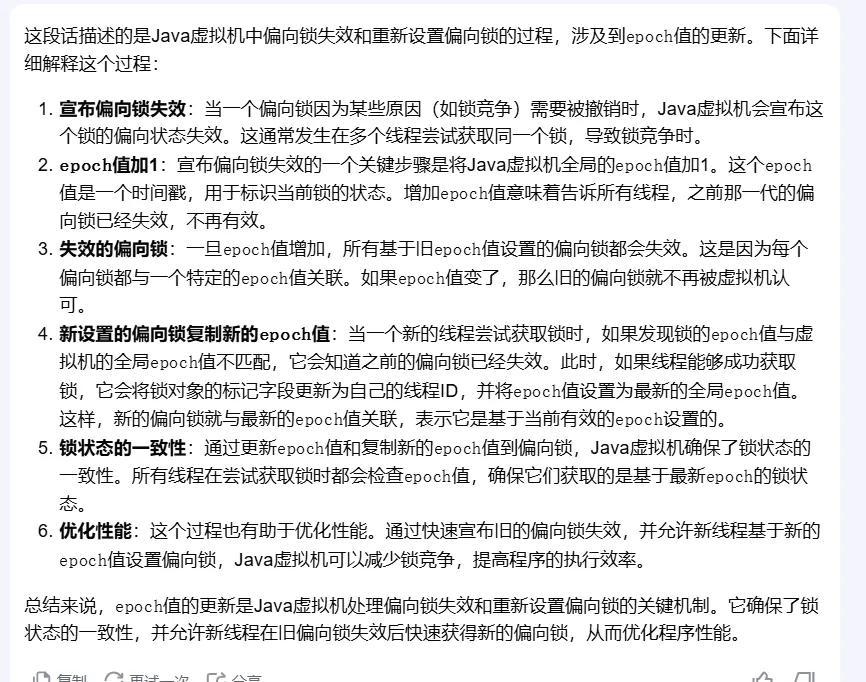 这段话描述的是Java虚拟机中偏向锁失效和重新设置偏向锁的过程，涉及到epoch值的更新。下面详
细解释这个过程：
1. 宣布偏向锁失效：当一个偏向锁因为某些原因（如锁竞争）需要被撤销时，Java虚拟机会宣布这
个锁的偏向状态失效。这通常发生在多个线程尝试获取同一个锁，导致锁竞争时。
2. epoch值加1：宣布偏向锁失效的一个关键步骤是将Java虚拟机全局的epoch值加1。这个epoch
值是一个时间戳，用于标识当前锁的状态。增加epoch值意味着告诉所有线程，之前那一代的偏
向锁已经失效，不再有效。
3. 失效的偏向锁：一旦epoch值增加，所有基于旧epoch值设置的偏向锁都会失效。这是因为每个
偏向锁都与一个特定的epoch值关联。如果epoch值变了，那么旧的偏向锁就不再被虚拟机认
可。
4. 新设置的偏向锁复制新的epoch值：当一个新的线程尝试获取锁时，如果发现锁的epoch值与虚
拟机的全局epoch值不匹配，它会知道之前的偏向锁已经失效。此时，如果线程能够成功获取
锁，它会将锁对象的标记字段更新为自己的线程ID，并将epoch值设置为最新的全局epoch值。
这样，新的偏向锁就与最新的epoch值关联，表示它是基于当前有效的epoch设置的。
5. 锁状态的一致性：通过更新epoch值和复制新的epoch值到偏向锁，Java虚拟机确保了锁状态的
一致性。所有线程在尝试获取锁时都会检查epoch值，确保它们获取的是基于最新epoch的锁状
态。
6. 优化性能：这个过程也有助于优化性能。通过快速宣布旧的偏向锁失效，并允许新线程基于新的
epoch值设置偏向锁，Java虚拟机可以减少锁竞争，提高程序的执行效率。
总结来说，epoch值的更新是Java虚拟机处理偏向锁失效和重新设置偏向锁的关键机制。它确保了锁
状态的一致性，并允许新线程在旧偏向锁失效后快速获得新的偏向锁，从而优化程序性能。
复制 再试一次 分享